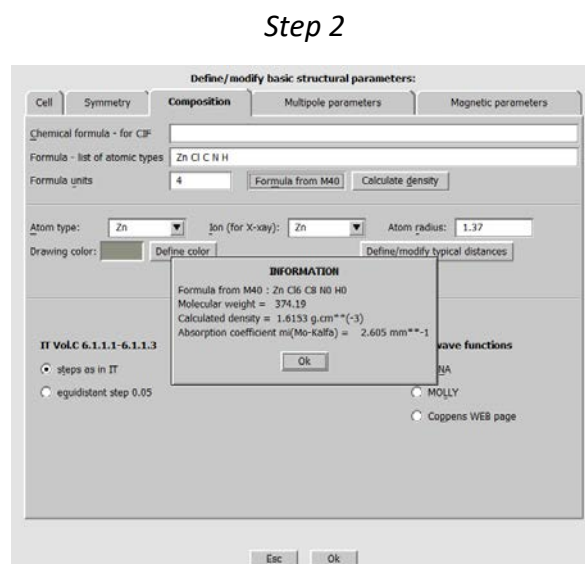 Step 2
Define/modify basic structural parameters:
Cell Symmetry Composition Multipole parameters Magnetic parameters
Chemical formula - for CIF
Formula - list of atomic types Zn Cl C N H
Formula units 4 Formula from M40 Calculate density
Atom type: Zn Ion (for X-xay): Zn Atom radius: 1.37
Drawing color: Define color Define/modify typical distances
INFORMATION
Formula from M40 : Zn Cl6 C8 N0 H0
Molecular weight = 374.19
Calculated density = 1.6153 g.cm**(-3)
Absorption coefficient mi(Mo-Kalfa) = 2.605 mm**-1
Ok
IT Vol.C 6.1.1.1-6.1.1.3 wave functions
steps as in IT NA
equidistant step 0.05 MOLLY
Coppens WEB page
Esc Ok